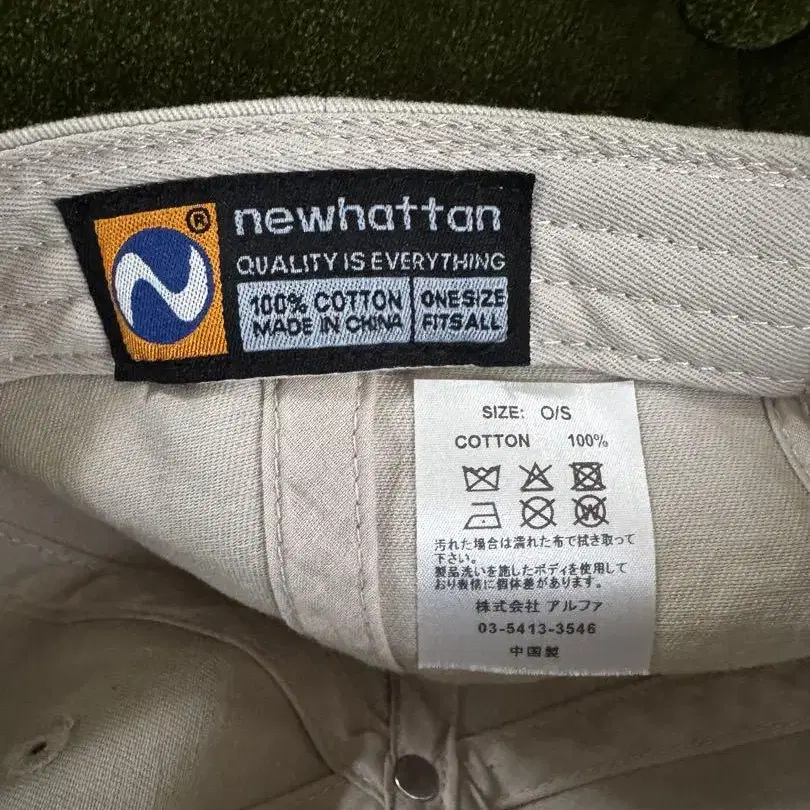 ®
newhattan
QUALITY IS EVERYTHING
100% COTTON
MADE IN CHINA
ONE SIZE
FITS ALL
SIZE: O/S
COTTON 100%
W
汚れた場合は濡れた布で拭き取って
下さい。
製品洗いを施したボディを使用して
おり表情に個体差があります。
株式会社 アルファ
03-5413-3546
中国製